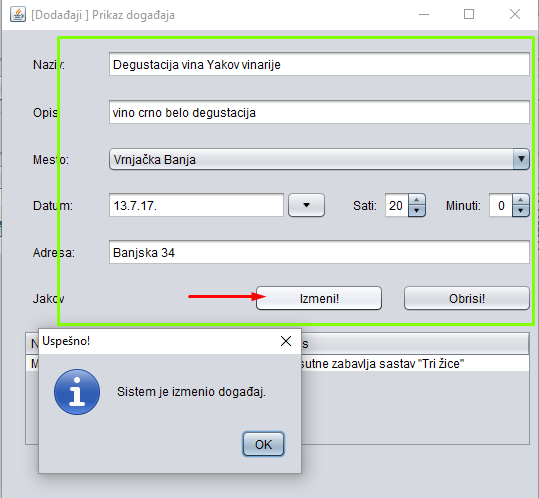 [Dodađaji ] Prikaz događaja
Naziv: Degustacija vina Yakov vinarije
Opis vino crno belo degustacija
Mesto: Vrnjačka Banja
Datum: 13.7.17. Sati: 20 Minuti: 0
Adresa: Banjska 34
Jakov Izmeni! Obrisi!
Uspešno!
sutne zabavlja sastav "Tri žice"
Sistem je izmenio događaj.
OK